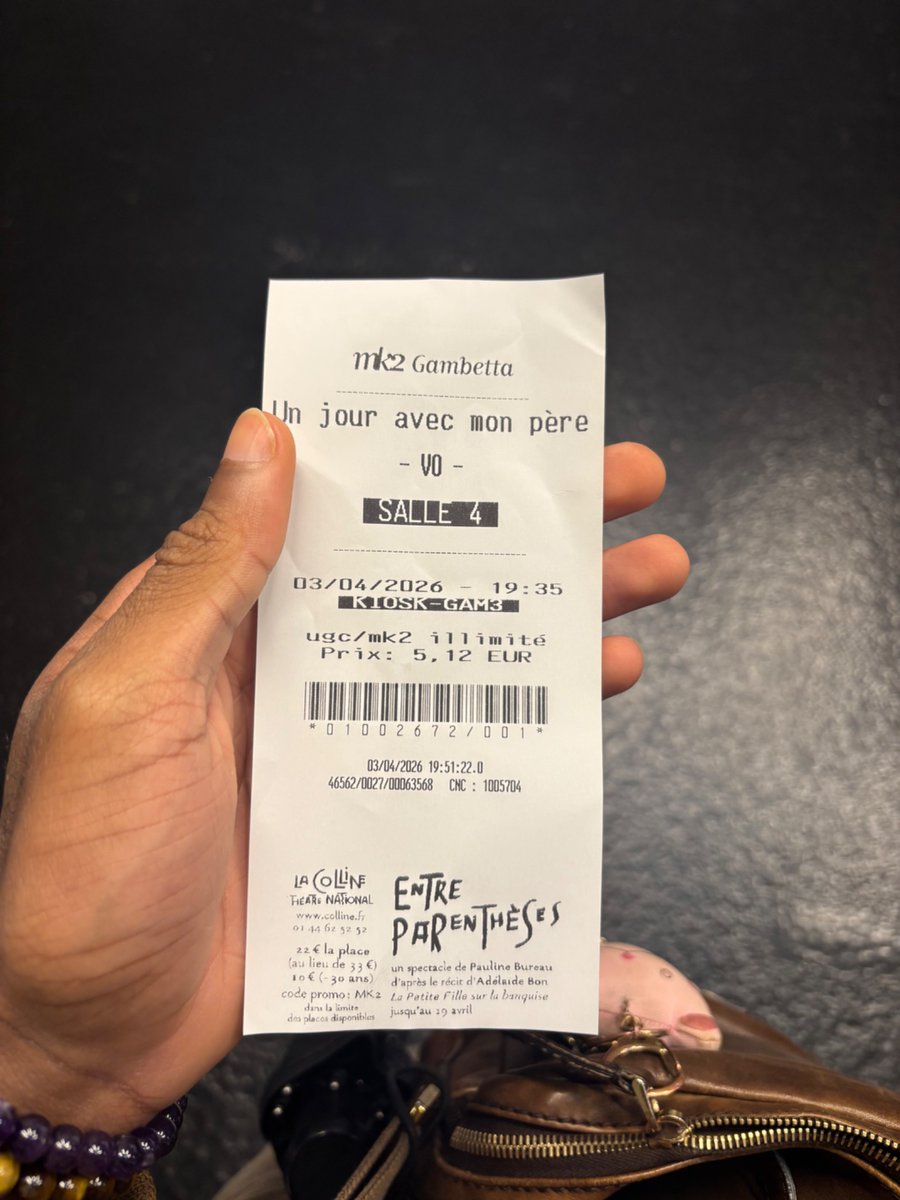 mk2 Gambetta
Un jour avec mon père
- VO -
SALLE 4
03/04/2026 - 19:35
KIOSK-GAM3
ugc/mk2 illimité
Prix: 5,12 EUR
*01002672/001*
03/04/2026 19:51:22.0
46562/0027/00063568 CNC : 1005704
LA COLLINE
THÉÂTRE NATIONAL
www.colline.fr
01 44 62 52 52
22 € la place
(au lieu de 33 €)
10 € (-30 ans)
code promo : MK2
dans la limite
des places disponibles
ENTRE
PARENTHÈSES
un spectacle de Pauline Bureau
d'après le récit d'Adélaïde Bon
La Petite Fille sur la banquise
jusqu'au 19 avril